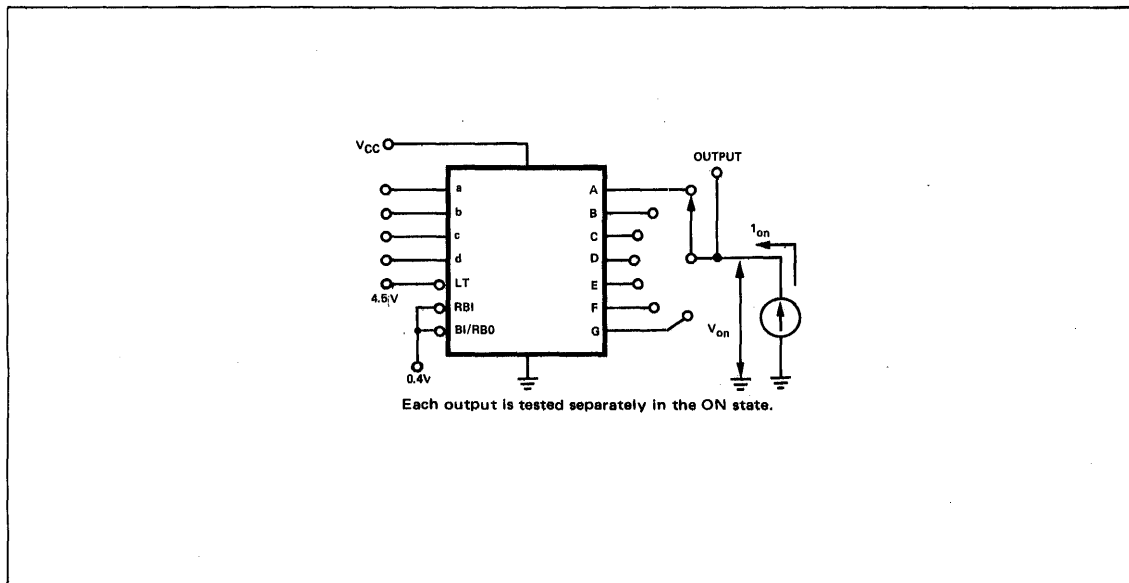 VCC
OUTPUT
a A
b B
c C
d D
LT E
4.5 V
RBI F
BI/RBO G
0.4V
1on
Von
Each output is tested separately in the ON state.